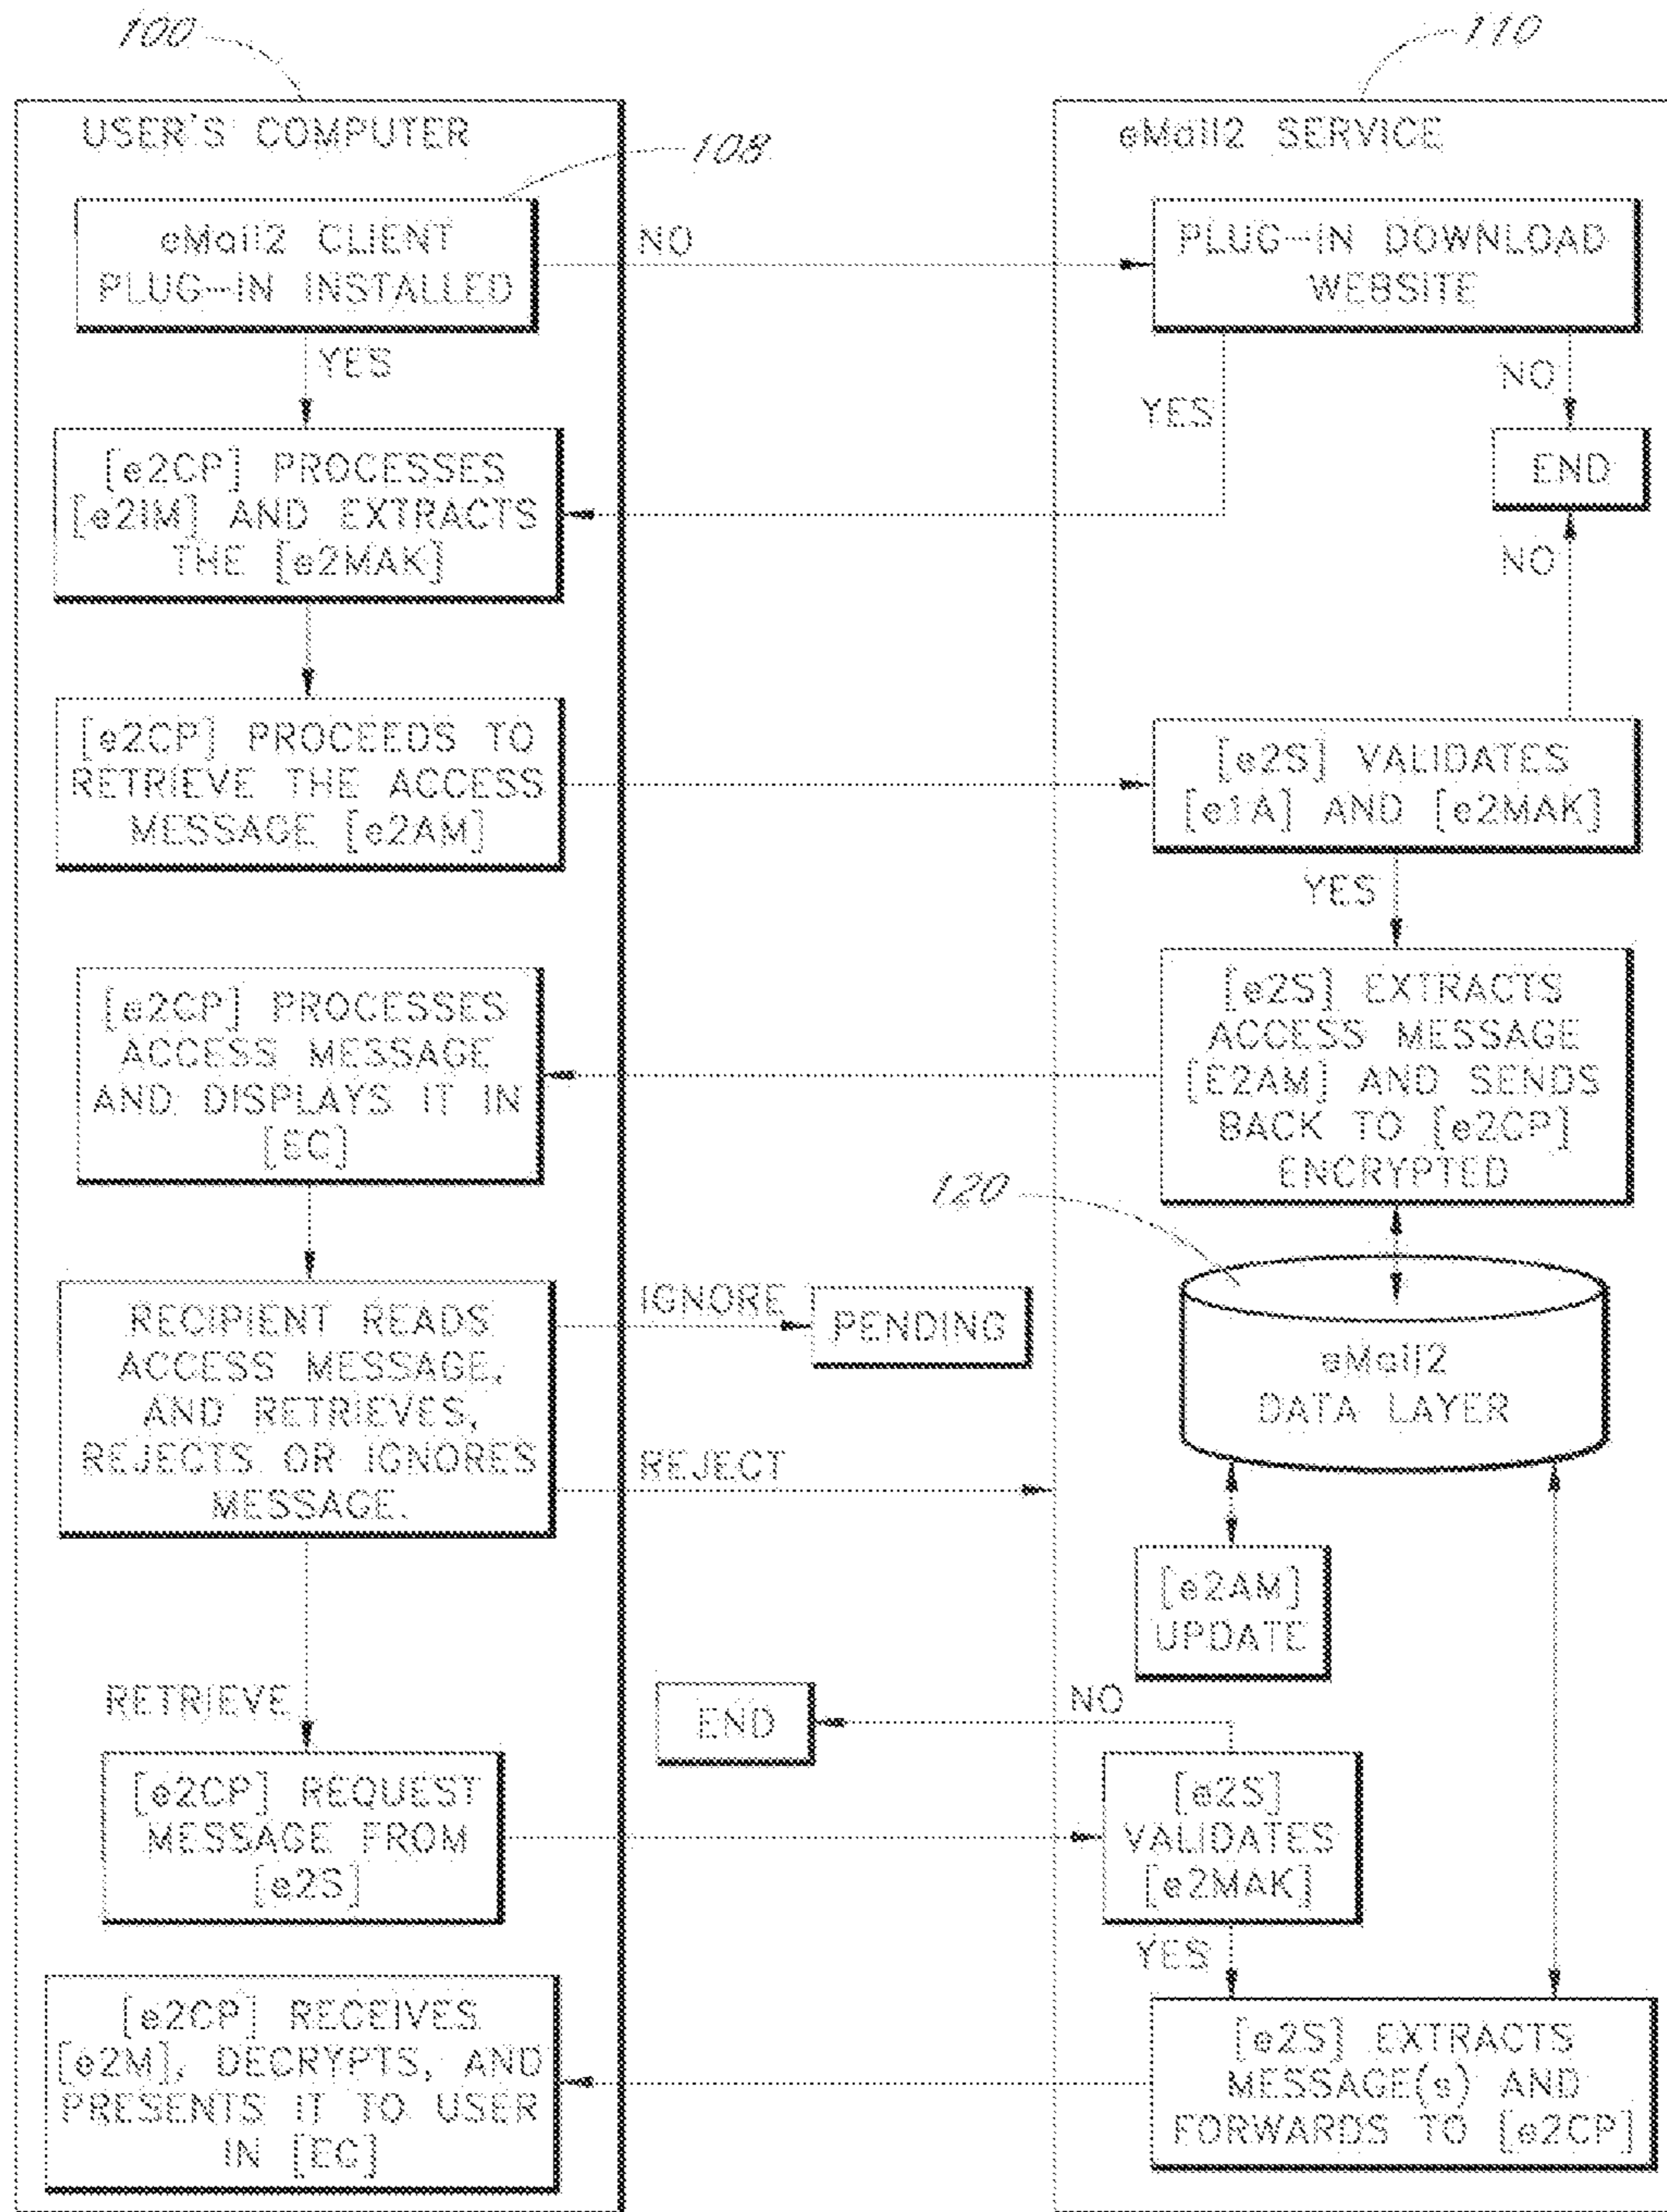 100
110
USER'S COMPUTER
eMail2 SERVICE
108
eMail2 CLIENT
PLUG-IN INSTALLED
NO
PLUG-IN DOWNLOAD
WEBSITE
YES
YES
NO
END
[e2CP] PROCESSES
[e2IM] AND EXTRACTS
THE [e2MAK]
NO
[e2CP] PROCEEDS TO
RETRIEVE THE ACCESS
MESSAGE [e2AM]
[e2S] VALIDATES
[e1A] AND [e2MAK]
YES
[e2CP] PROCESSES
ACCESS MESSAGE
AND DISPLAYS IT IN
[EC]
[e2S] EXTRACTS
ACCESS MESSAGE
[E2AM] AND SENDS
BACK TO [e2CP]
ENCRYPTED
120
RECIPIENT READS
ACCESS MESSAGE,
AND RETRIEVES,
REJECTS OR IGNORES
MESSAGE.
IGNORE
PENDING
REJECT
eMail2
DATA LAYER
[e2AM]
UPDATE
RETRIEVE
END
NO
[e2CP] REQUEST
MESSAGE FROM
[e2S]
[e2S]
VALIDATES
[e2MAK]
YES
[e2CP] RECEIVES
[e2M], DECRYPTS, AND
PRESENTS IT TO USER
IN [EC]
[e2S] EXTRACTS
MESSAGE(s) AND
FORWARDS TO [e2CP]